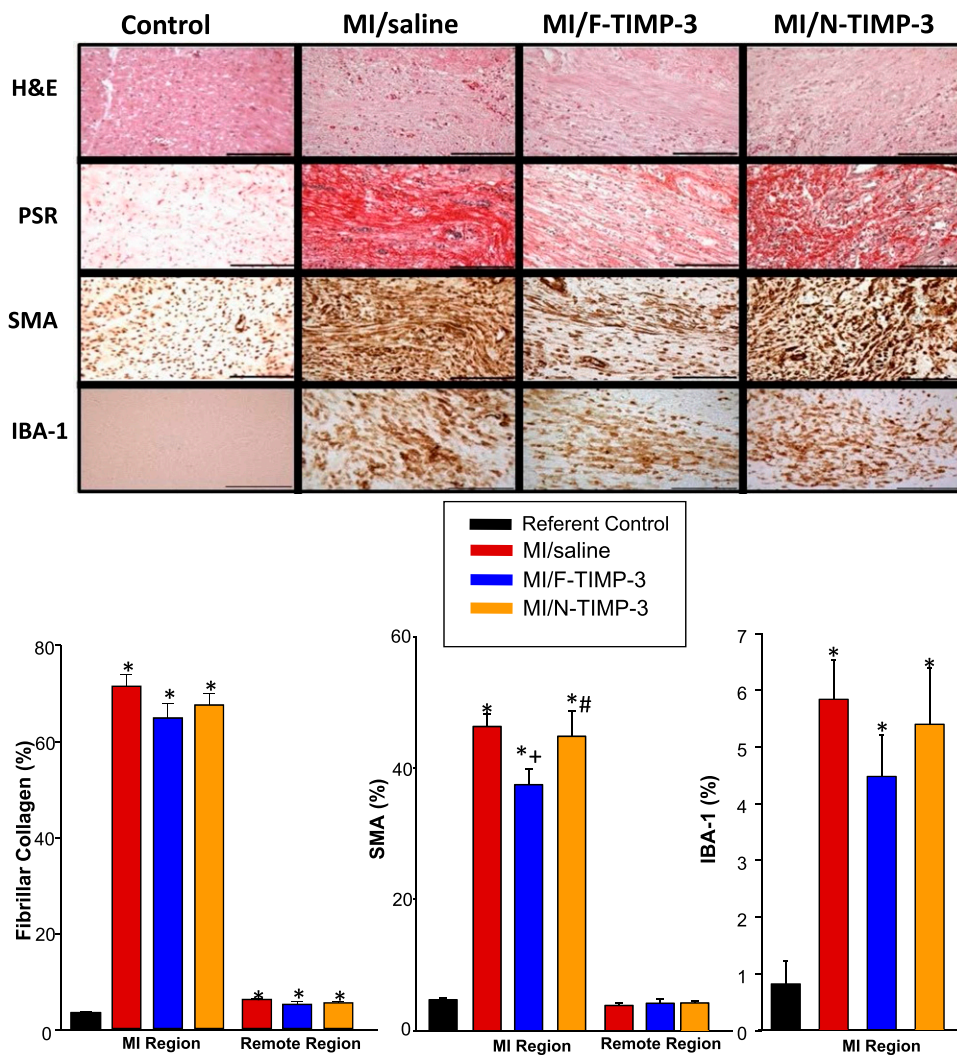 Control MI/saline MI/F-TIMP-3 MI/N-TIMP-3
H&E
PSR
SMA
IBA-1
Referent Control
MI/saline
MI/F-TIMP-3
MI/N-TIMP-3
Fibrillar Collagen (%)
80
60
40
20
0
* * * * * *
MI Region Remote Region
SMA (%)
60
40
20
0
* *+ *#
MI Region Remote Region
IBA-1 (%)
7
6
5
4
3
2
1
0
* * *
MI Region